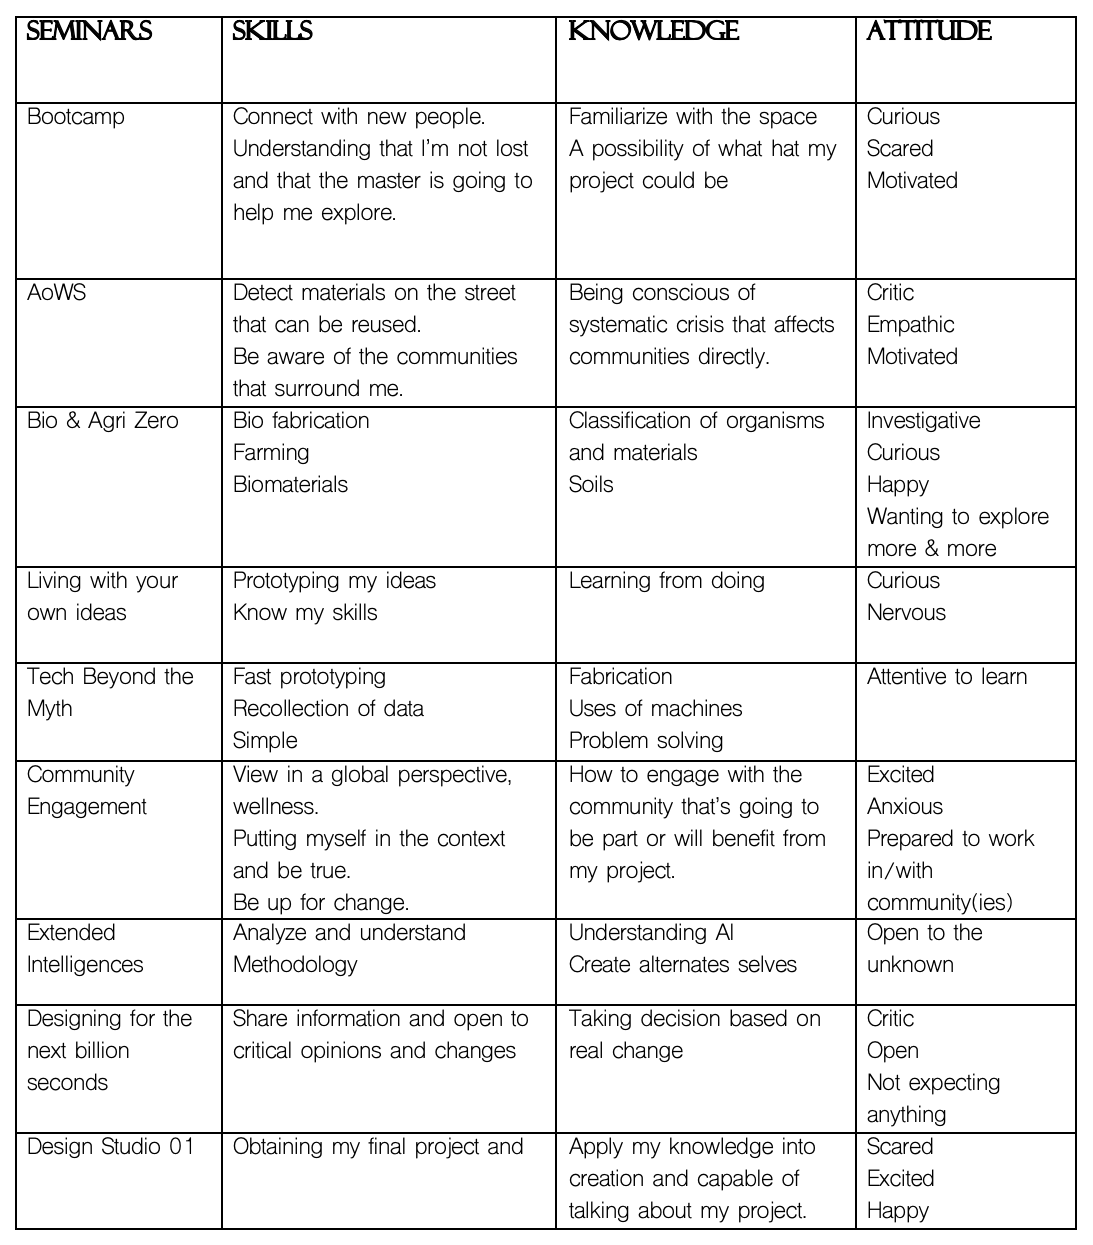 SEMINARS SKILLS KNOWLEDGE ATTITUDE
Bootcamp
Connect with new people.
Understanding that I'm not lost
and that the master is going to
help me explore.
Familiarize with the space
A possibility of what hat my
project could be
Curious
Scared
Motivated
AoWS
Detect materials on the street
that can be reused.
Be aware of the communities
that surround me.
Being conscious of
systematic crisis that affects
communities directly.
Critic
Empathic
Motivated
Bio & Agri Zero
Bio fabrication
Farming
Biomaterials
Classification of organisms
and materials
Soils
Investigative
Curious
Happy
Wanting to explore
more & more
Living with your
own ideas
Prototyping my ideas
Know my skills
Learning from doing
Curious
Nervous
Tech Beyond the
Myth
Fast prototyping
Recollection of data
Simple
Fabrication
Uses of machines
Problem solving
Attentive to learn
Community
Engagement
View in a global perspective,
wellness.
Putting myself in the context
and be true.
Be up for change.
How to engage with the
community that's going to
be part or will benefit from
my project.
Excited
Anxious
Prepared to work
in/with
community(ies)
Extended
Intelligences
Analyze and understand
Methodology
Understanding AI
Create alternates selves
Open to the
unknown
Designing for the
next billion
seconds
Share information and open to
critical opinions and changes
Taking decision based on
real change
Critic
Open
Not expecting
anything
Design Studio 01
Obtaining my final project and
Apply my knowledge into
creation and capable of
talking about my project.
Scared
Excited
Happy